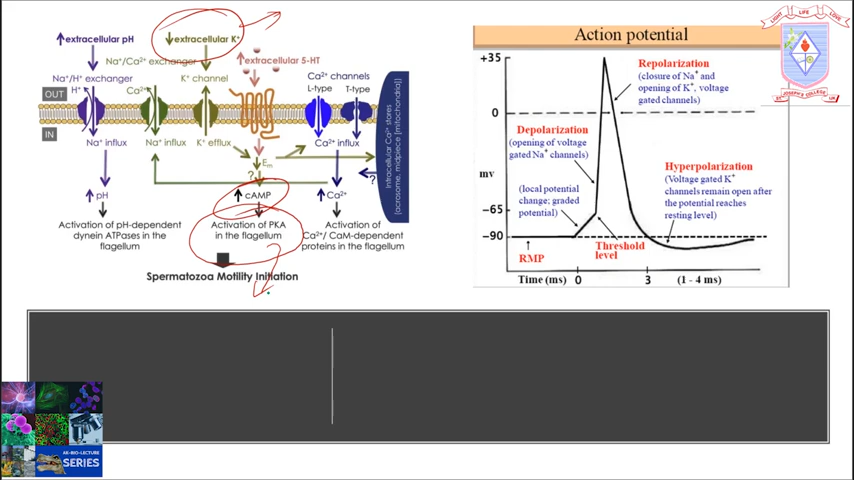 ↑extracellular pH
↓extracellular K⁺
Na⁺/Ca²⁺ exchanger
↑extracellular 5-HT
Na⁺/H⁺ exchanger
K⁺ channel
Ca²⁺ channels
L-type T-type
OUT
H⁺
Ca²⁺
IN
Na⁺ influx
Na⁺ influx
K⁺ efflux
Ca²⁺ influx
Eₘ
?
?
Intracellular Ca²⁺ stores
[acrosome, midpiece [mitochondria]]
↑pH
↑cAMP
↑Ca²⁺
Activation of pH-dependent
dynein ATPases in the
flagellum
Activation of PKA
in the flagellum
Activation of
Ca²⁺/ CaM-dependent
proteins in the flagellum
Spermatozoa Motility Initiation
Action potential
+35
0
mv
−65
−90
Repolarization
(closure of Na⁺ and
opening of K⁺, voltage
gated channels)
Depolarization
(opening of voltage
gated Na⁺ channels)
(local potential
change; graded
potential)
Hyperpolarization
(Voltage gated K⁺
channels remain open after
the potential reaches
resting level)
Threshold
level
RMP
Time (ms) 0 3 (1 - 4 ms)
LIGHT LIFE LOVE
ST JOSEPH'S COLLEGE
AK-BIO-LECTURE
SERIES